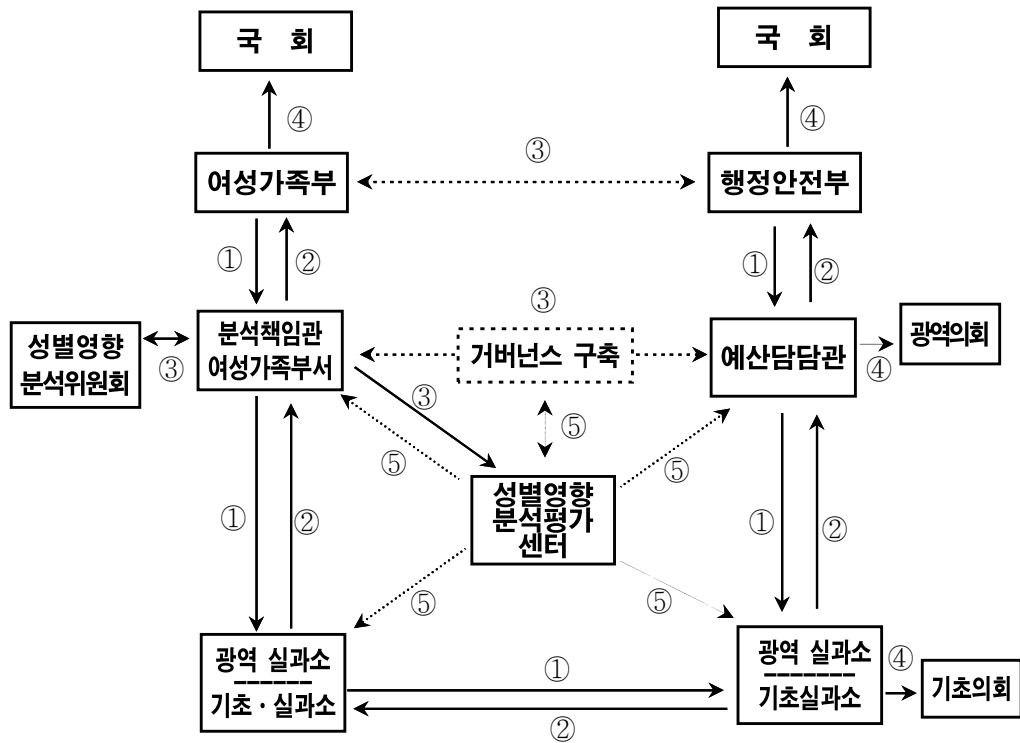 국 회
국 회
④
④
여성가족부
③
행정안전부
①
②
①
②
성별영향
분석위원회
③
분석책임관
여성가족부서
③
거버넌스 구축
예산담담관
④
광역의회
③
⑤
⑤
⑤
성별영향
분석평가
센터
①
②
①
②
⑤
⑤
광역 실과소
기초·실과소
①
②
광역 실과소
기초실과소
④
기초의회